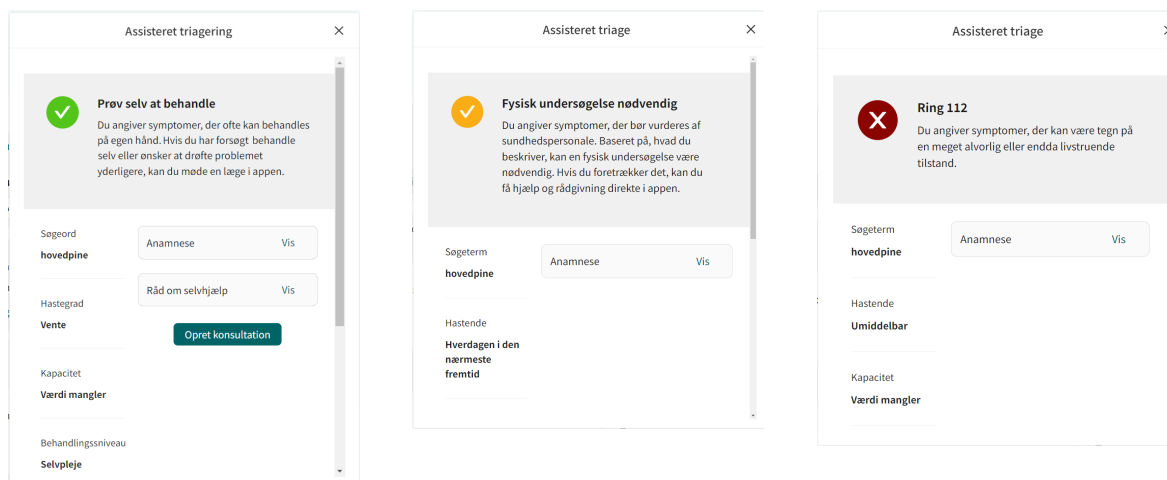 Assisteret triagering
Prøv selv at behandle
Du angiver symptomer, der ofte kan behandles
på egen hånd. Hvis du har forsøgt behandle
selv eller ønsker at drøfte problemet
yderligere, kan du møde en læge i appen.
Søgeord
hovedpine
Anamnese
Vis
Råd om selvhjælp
Vis
Hastegrad
Vente
Opret konsultation
Kapacitet
Værdi mangler
Behandlingssniveau
Selvpleje
Assisteret triage
Fysisk undersøgelse nødvendig
Du angiver symptomer, der bør vurderes af
sundhedspersonale. Baseret på, hvad du
beskriver, kan en fysisk undersøgelse være
nødvendig. Hvis du foretrækker det, kan du
få hjælp og rådgivning direkte i appen.
Søgeterm
hovedpine
Anamnese
Vis
Hastende
Hverdagen i den
nærmeste
fremtid
Assisteret triage
Ring 112
Du angiver symptomer, der kan være tegn på
en meget alvorlig eller endda livstruende
tilstand.
Søgeterm
hovedpine
Anamnese
Vis
Hastende
Umiddelbar
Kapacitet
Værdi mangler